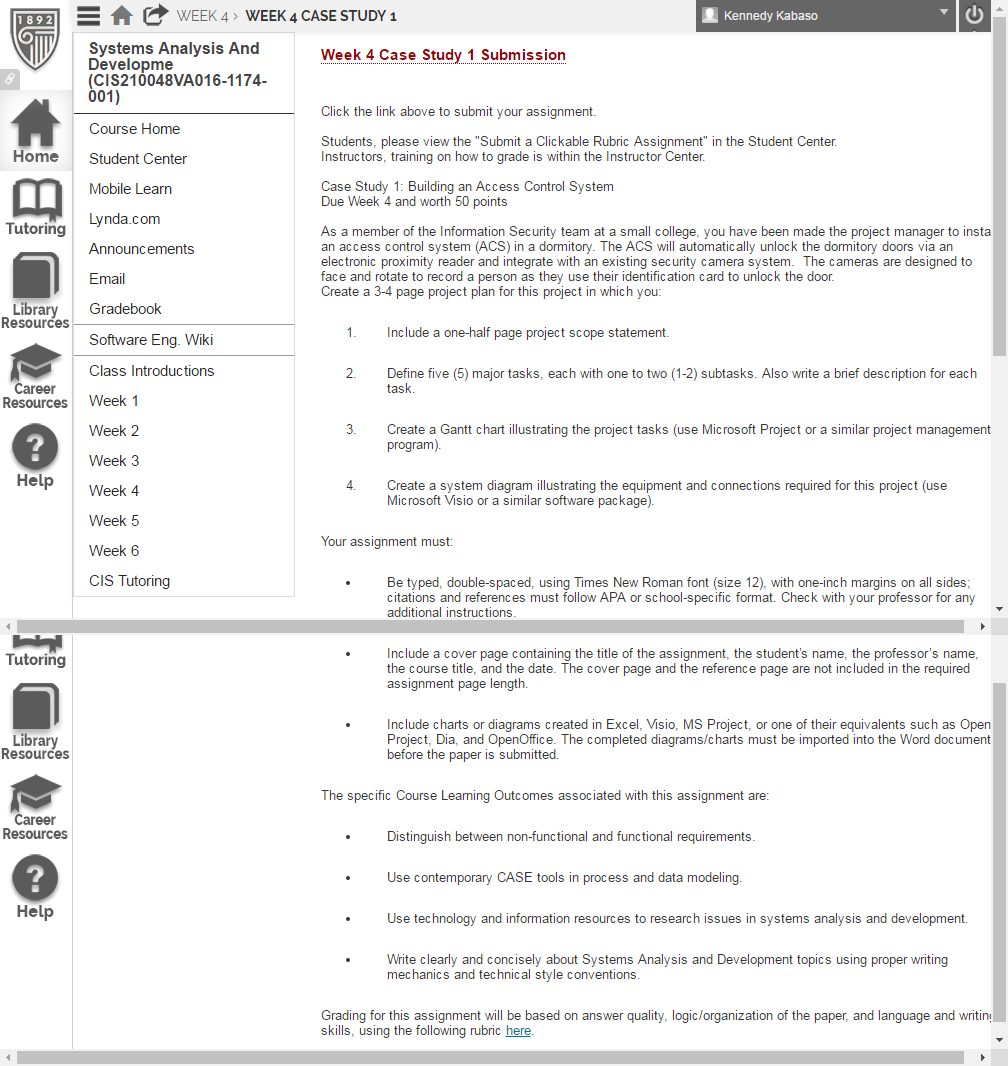 1892
WEEK 4 › WEEK 4 CASE STUDY 1
Kennedy Kabaso
Home
Tutoring
Library
Resources
Career
Resources
?
Help
Systems Analysis And
Developme
(CIS210048VA016-1174-
001)
Course Home
Student Center
Mobile Learn
Lynda.com
Announcements
Email
Gradebook
Software Eng. Wiki
Class Introductions
Week 1
Week 2
Week 3
Week 4
Week 5
Week 6
CIS Tutoring
Week 4 Case Study 1 Submission
Click the link above to submit your assignment.
Students, please view the "Submit a Clickable Rubric Assignment" in the Student Center.
Instructors, training on how to grade is within the Instructor Center.
Case Study 1: Building an Access Control System
Due Week 4 and worth 50 points
As a member of the Information Security team at a small college, you have been made the project manager to insta
an access control system (ACS) in a dormitory. The ACS will automatically unlock the dormitory doors via an
electronic proximity reader and integrate with an existing security camera system. The cameras are designed to
face and rotate to record a person as they use their identification card to unlock the door.
Create a 3-4 page project plan for this project in which you:
1. Include a one-half page project scope statement.
2. Define five (5) major tasks, each with one to two (1-2) subtasks. Also write a brief description for each
task.
3. Create a Gantt chart illustrating the project tasks (use Microsoft Project or a similar project management
program).
4. Create a system diagram illustrating the equipment and connections required for this project (use
Microsoft Visio or a similar software package).
Your assignment must:
• Be typed, double-spaced, using Times New Roman font (size 12), with one-inch margins on all sides;
citations and references must follow APA or school-specific format. Check with your professor for any
additional instructions.
Tutoring
Library
Resources
Career
Resources
?
Help
• Include a cover page containing the title of the assignment, the student’s name, the professor’s name,
the course title, and the date. The cover page and the reference page are not included in the required
assignment page length.
• Include charts or diagrams created in Excel, Visio, MS Project, or one of their equivalents such as Open
Project, Dia, and OpenOffice. The completed diagrams/charts must be imported into the Word document
before the paper is submitted.
The specific Course Learning Outcomes associated with this assignment are:
• Distinguish between non-functional and functional requirements.
• Use contemporary CASE tools in process and data modeling.
• Use technology and information resources to research issues in systems analysis and development.
• Write clearly and concisely about Systems Analysis and Development topics using proper writing
mechanics and technical style conventions.
Grading for this assignment will be based on answer quality, logic/organization of the paper, and language and writing
skills, using the following rubric here.